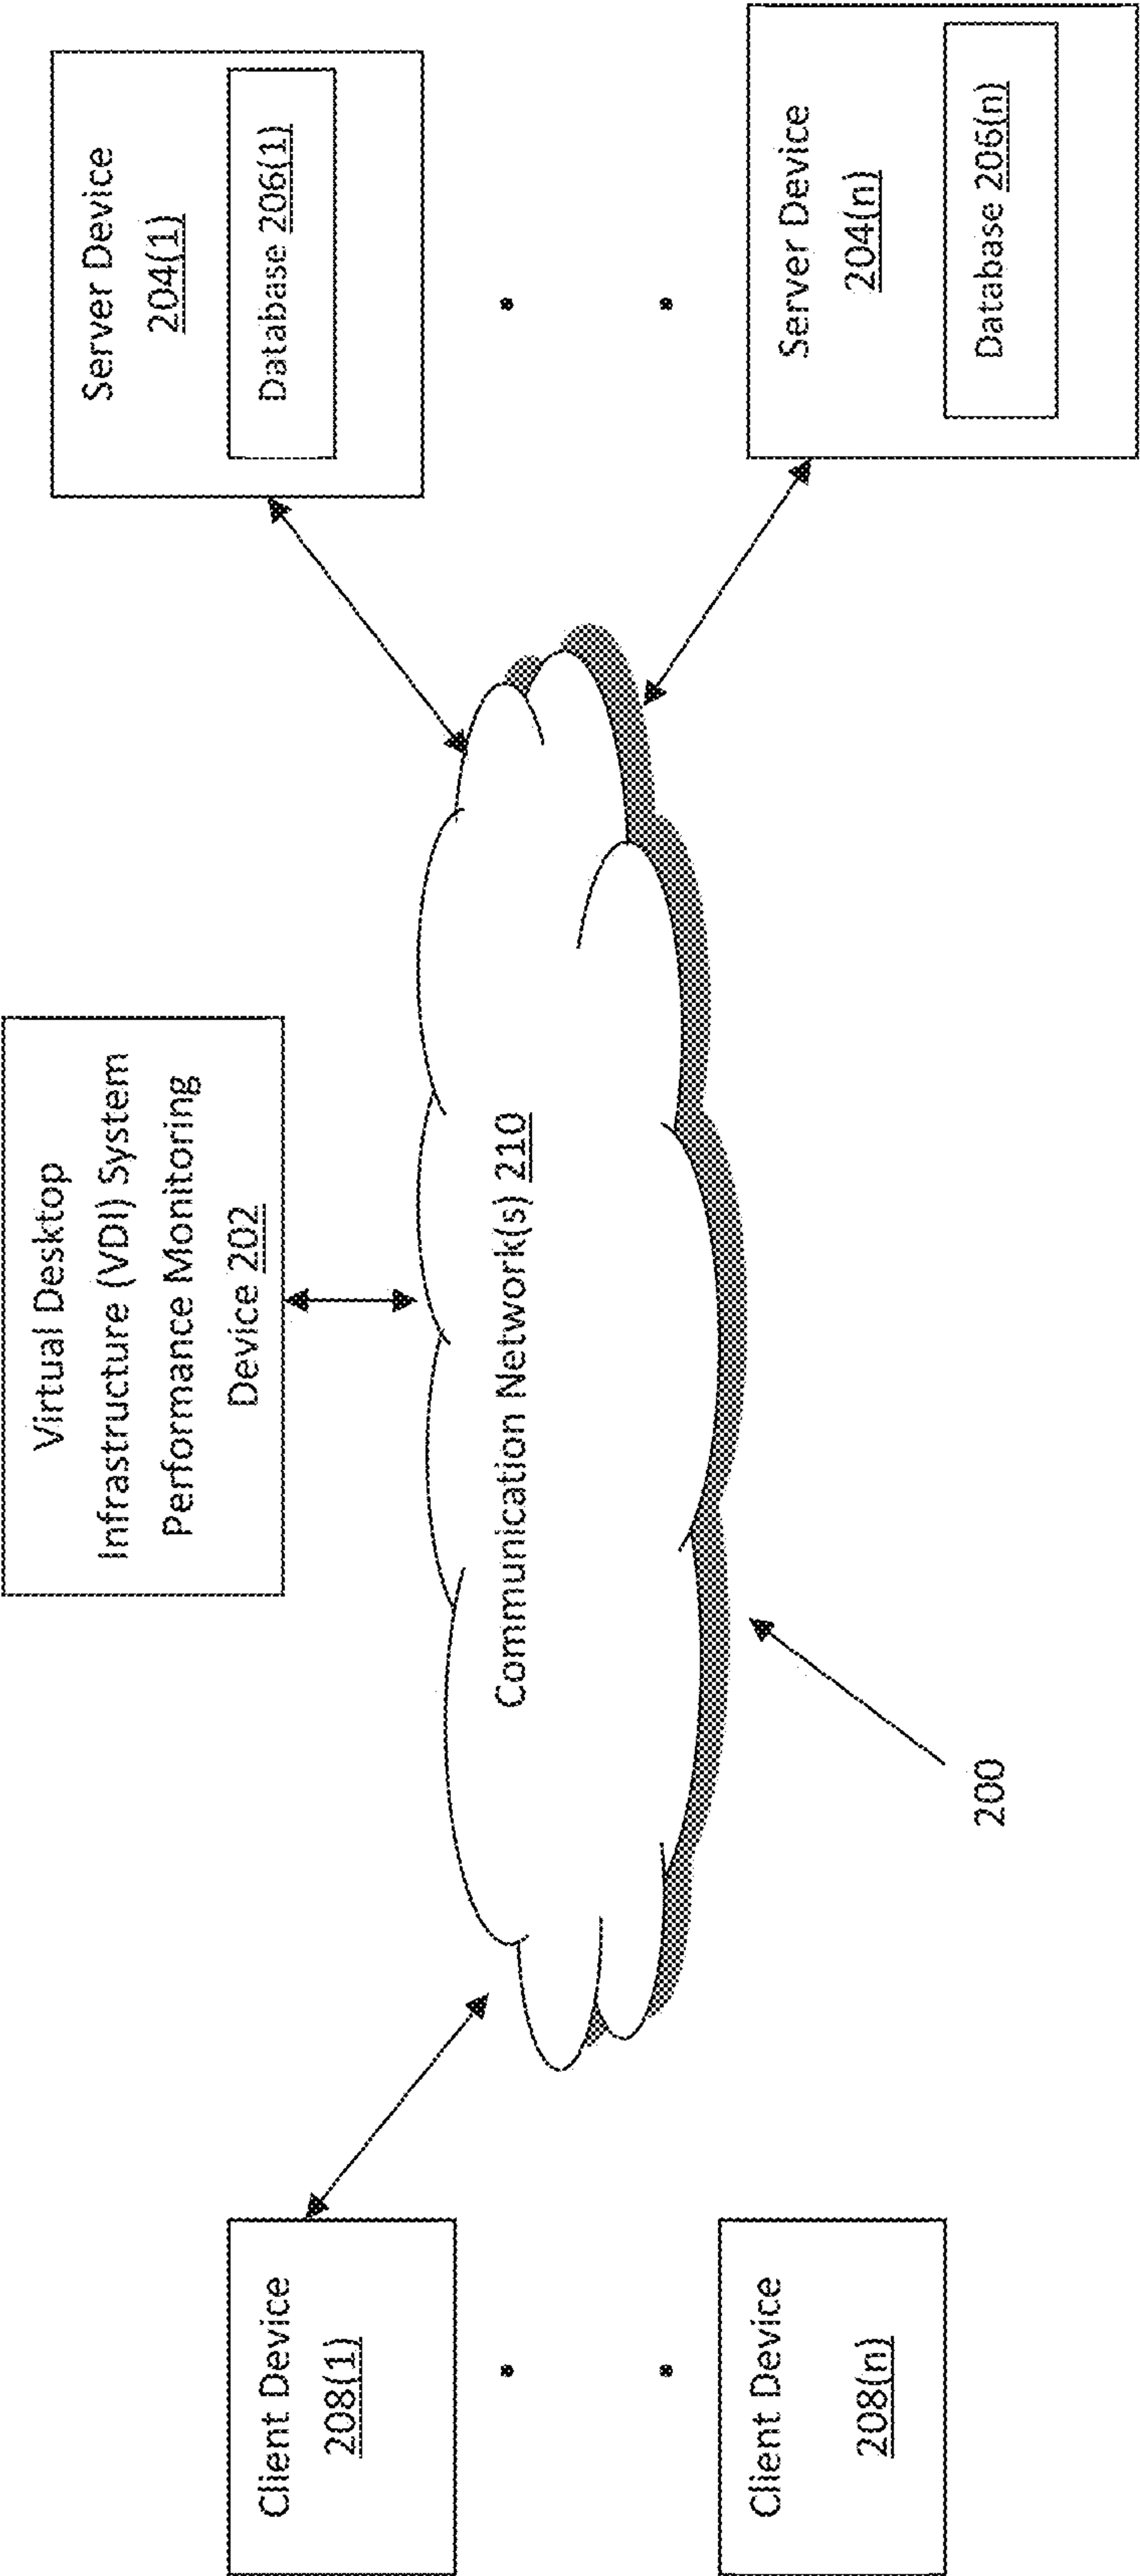 Virtual Desktop
Infrastructure (VDI) System
Performance Monitoring
Device 202
Client Device
208(1)
Client Device
208(n)
Communication Network(s) 210
200
Server Device
204(1)
Database 206(1)
Server Device
204(n)
Database 206(n)